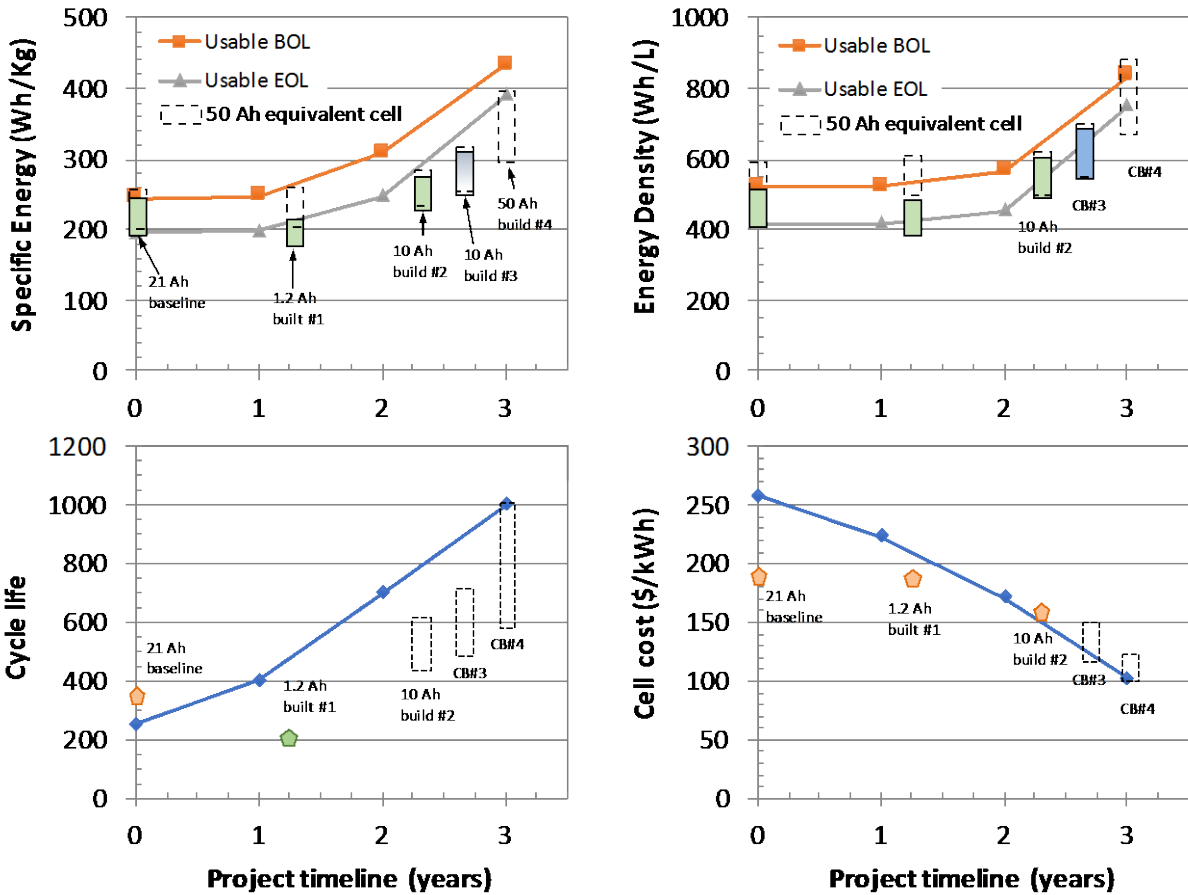 Specific Energy (Wh/Kg)
500
400
300
200
100
0
Usable BOL
Usable EOL
50 Ah equivalent cell
21 Ah
baseline
1.2 Ah
built #1
10 Ah
build #2
10 Ah
build #3
50 Ah
build #4
0 1 2 3
Energy Density (Wh/L)
1000
800
600
400
200
0
Usable BOL
Usable EOL
50 Ah equivalent cell
10 Ah
build #2
CB#3
CB#4
0 1 2 3
Cycle life
1200
1000
800
600
400
200
0
21 Ah
baseline
1.2 Ah
built #1
10 Ah
build #2
CB#3
CB#4
0 1 2 3
Project timeline (years)
Cell cost ($/kWh)
300
250
200
150
100
50
0
21 Ah
baseline
1.2 Ah
built #1
10 Ah
build #2
CB#3
CB#4
0 1 2 3
Project timeline (years)